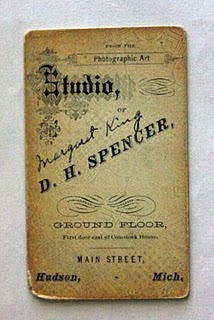 FROM THE
Photographic Art
Studio,
OF
Margaret King
D. H. SPENCER,
GROUND FLOOR,
First door east of Comstock House.
MAIN STREET,
Hudson, - Mich.